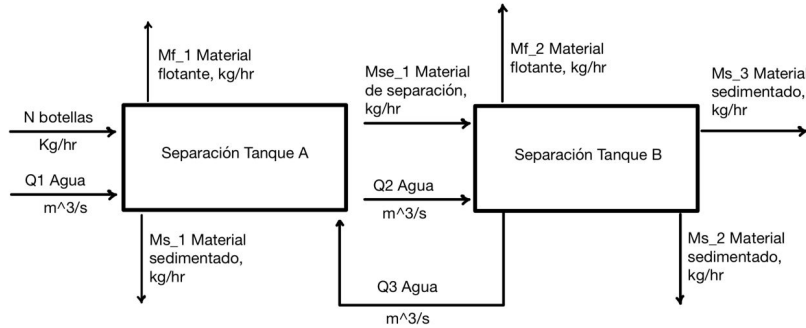 Mf_1 Material
flotante, kg/hr
Mse_1 Material
de separación,
kg/hr
Mf_2 Material
flotante, kg/hr
Ms_3 Material
sedimentado,
kg/hr
N botellas
Kg/hr
Separación Tanque A
Separación Tanque B
Q1 Agua
m^3/s
Q2 Agua
m^3/s
Ms_1 Material
sedimentado,
kg/hr
Q3 Agua
m^3/s
Ms_2 Material
sedimentado,
kg/hr